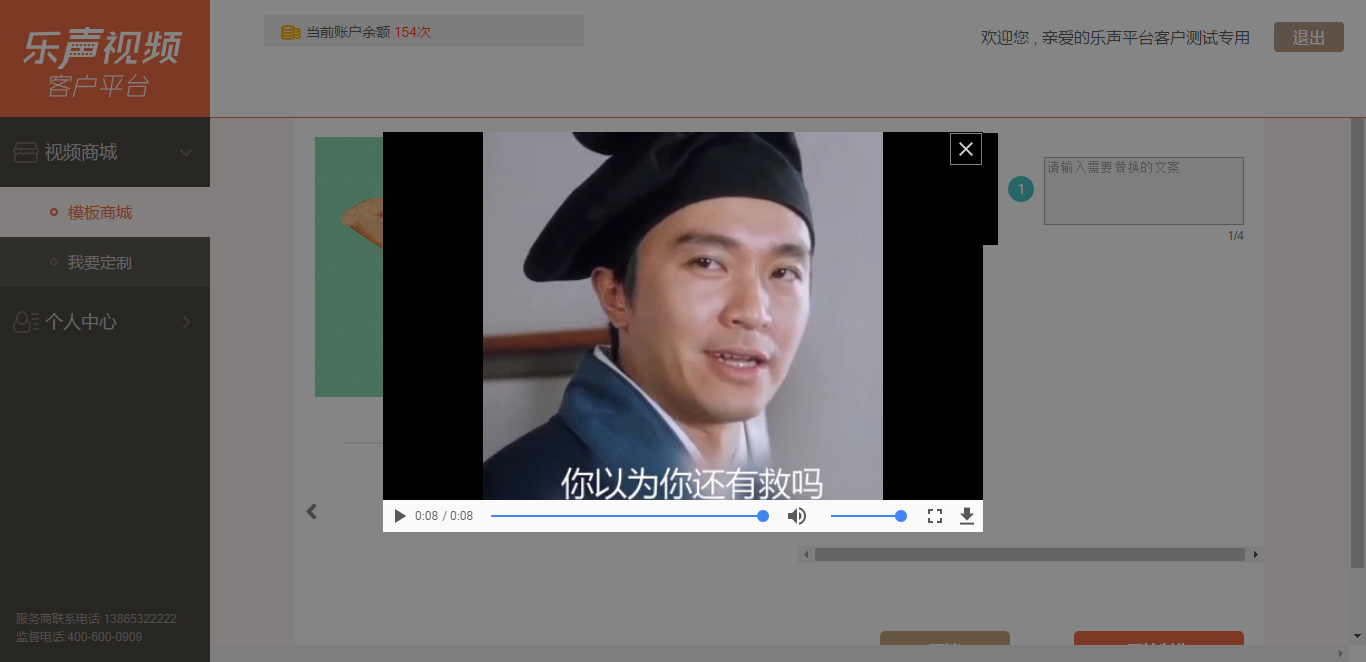 乐声视频
客户平台
当前账户余额 154次
欢迎您 , 亲爱的乐声平台客户测试专用
退出
视频商城
模板商城
我要定制
个人中心
1
请输入需要替换的文案
1/4
你以为你还有救吗
0:08 / 0:08
服务商联系电话:13865322222
监督电话:400-600-0909